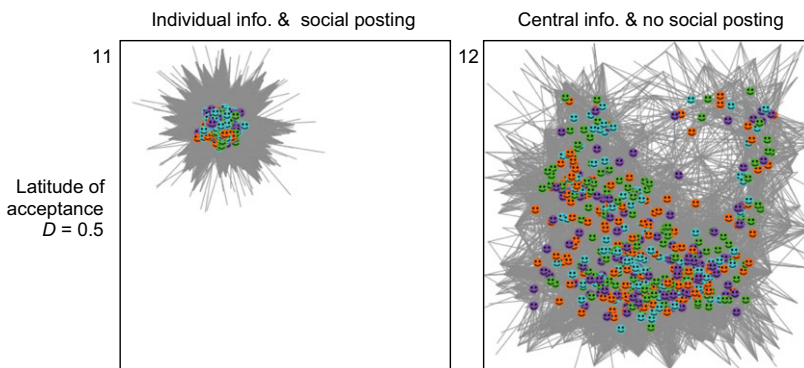 Individual info. & social posting
Central info. & no social posting
11
12
Latitude of
acceptance
D = 0.5